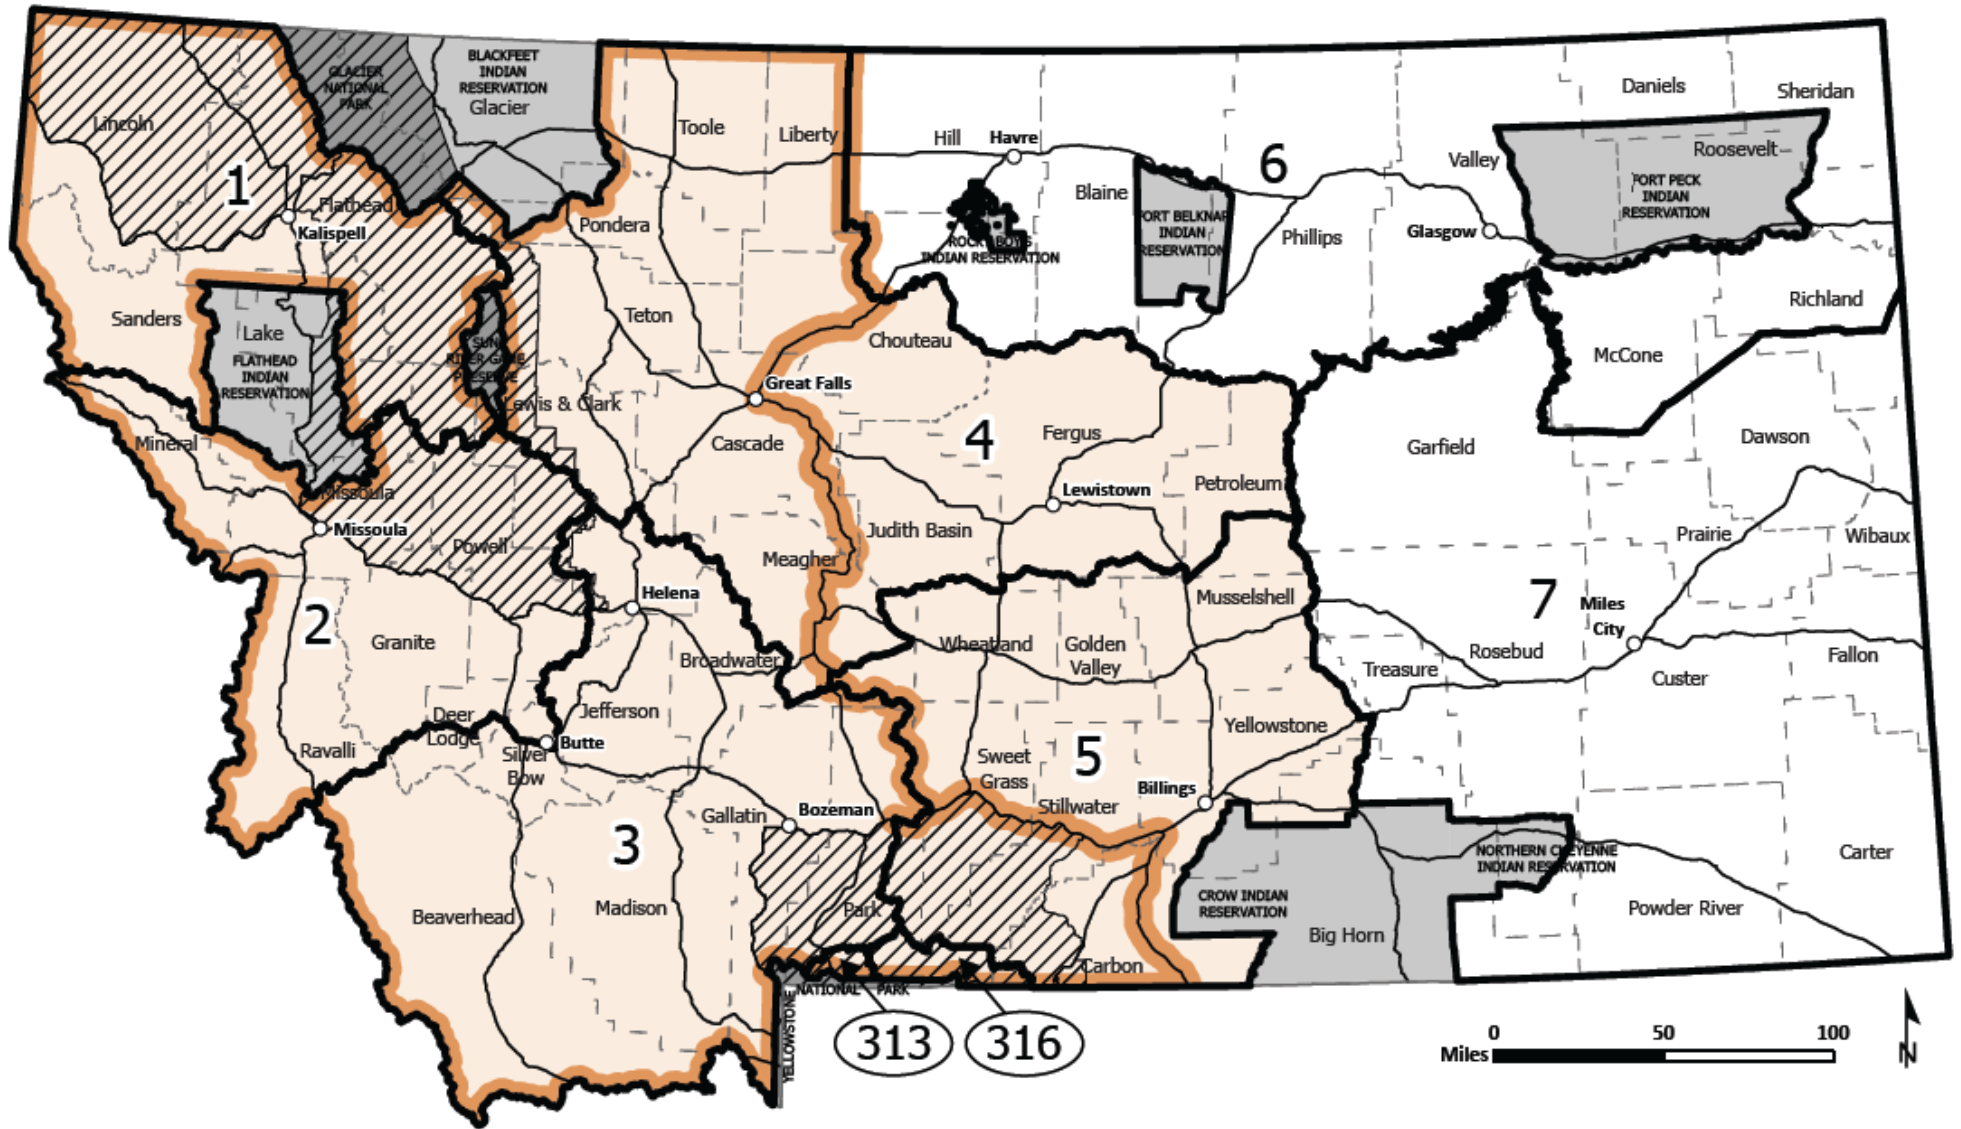 BLACKFEET
INDIAN
RESERVATION
Glacier
GLACIER
NATIONAL
PARK
Lincoln
1
Flathead
Kalispell
Toole
Liberty
Pondera
Teton
Hill
Havre
Blaine
ROCKY BOYS
INDIAN RESERVATION
FORT BELKNAP
INDIAN
RESERVATION
6
Phillips
Valley
Glasgow
Daniels
Sheridan
Roosevelt
FORT PECK
INDIAN
RESERVATION
Richland
McCone
Sanders
Lake
FLATHEAD
INDIAN
RESERVATION
SUN
RIVER GAME
PRESERVE
Lewis & Clark
Great Falls
Chouteau
Cascade
4
Fergus
Lewistown
Petroleum
Judith Basin
Meagher
Garfield
Dawson
Prairie
Wibaux
Mineral
Missoula
Missoula
Powell
Helena
2
Granite
Broadwater
Wheatland
Golden
Valley
Musselshell
7
Miles
City
Treasure
Rosebud
Custer
Fallon
Ravalli
Deer
Lodge
Silver
Bow
Butte
Jefferson
Sweet
Grass
5
Stillwater
Yellowstone
Billings
Gallatin
Bozeman
3
Beaverhead
Madison
Park
Carbon
CROW INDIAN
RESERVATION
Big Horn
NORTHERN CHEYENNE
INDIAN RESERVATION
Carter
Powder River
YELLOWSTONE
NATIONAL PARK
313
316
0 50 100
Miles
N